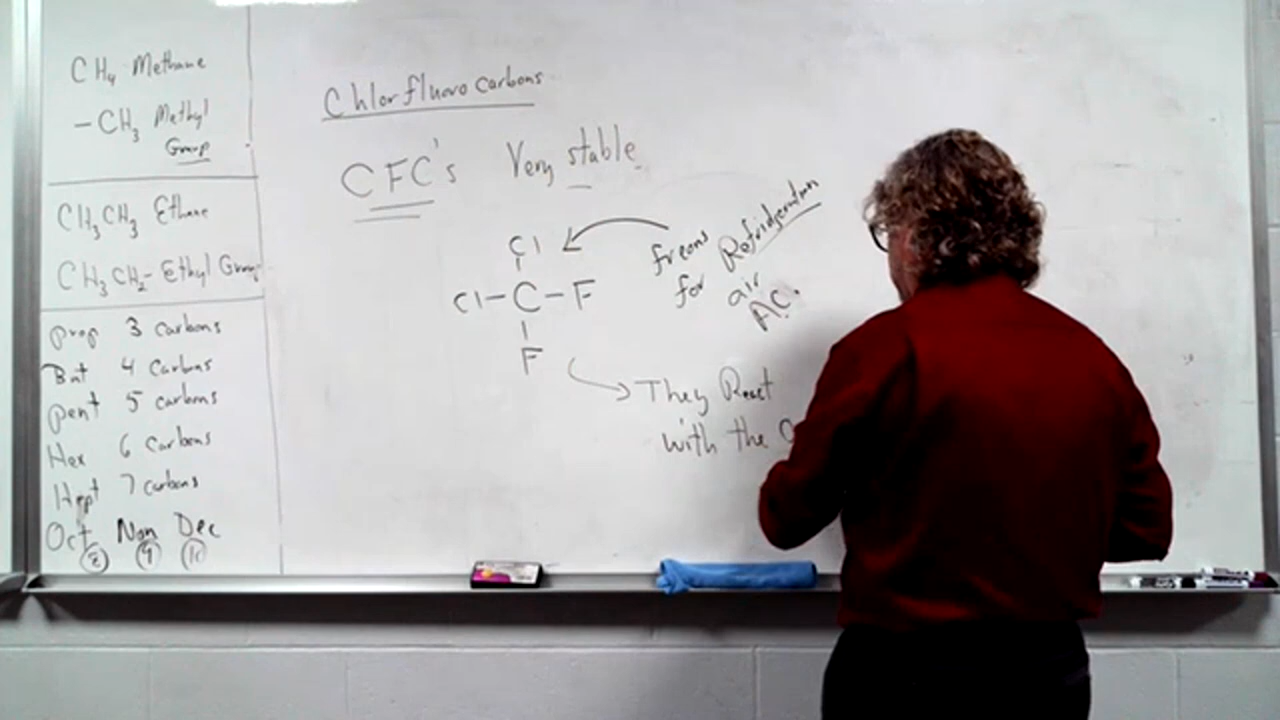 CH4 Methane
-CH3 Methyl
Group
CH3CH3 Ethane
CH3CH2- Ethyl Group
Prop 3 Carbons
But 4 Carbons
pent 5 carbons
Hex 6 Carbons
Hept 7 carbons
Oct Non Dec
8 9 10
Chlorfluorocarbons
CFC's Very stable
Cl
Cl-C-F
F
freons
for Refridgeration
air
AC.
They React
with the O